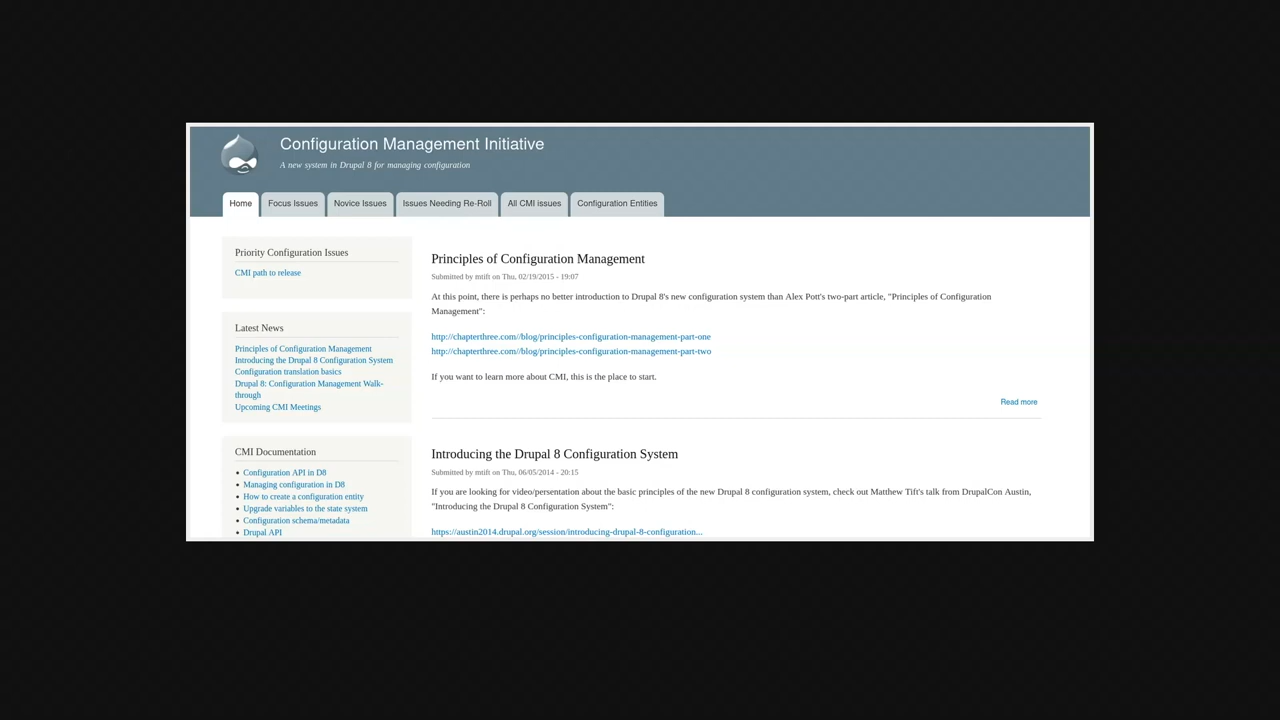 Configuration Management Initiative
A new system in Drupal 8 for managing configuration
Home Focus Issues Novice Issues Issues Needing Re-Roll All CMI issues Configuration Entities
Priority Configuration Issues
CMI path to release
Latest News
Principles of Configuration Management
Introducing the Drupal 8 Configuration System
Configuration translation basics
Drupal 8: Configuration Management Walk-
through
Upcoming CMI Meetings
CMI Documentation
Configuration API in D8
Managing configuration in D8
How to create a configuration entity
Upgrade variables to the state system
Configuration schema/metadata
Drupal API
Principles of Configuration Management
Submitted by mtift on Thu, 02/19/2015 - 19:07
At this point, there is perhaps no better introduction to Drupal 8's new configuration system than Alex Pott's two-part article, "Principles of Configuration
Management":
http://chapterthree.com//blog/principles-configuration-management-part-one
http://chapterthree.com//blog/principles-configuration-management-part-two
If you want to learn more about CMI, this is the place to start.
Read more
Introducing the Drupal 8 Configuration System
Submitted by mtift on Thu, 06/05/2014 - 20:15
If you are looking for video/persentation about the basic principles of the new Drupal 8 configuration system, check out Matthew Tift's talk from DrupalCon Austin,
"Introducing the Drupal 8 Configuration System":
https://austin2014.drupal.org/session/introducing-drupal-8-configuration...